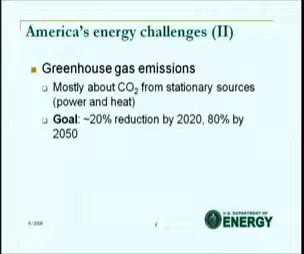 America's energy challenges (II)
Greenhouse gas emissions
Mostly about CO₂ from stationary sources
(power and heat)
Goal: ~20% reduction by 2020, 80% by
2050
U.S. DEPARTMENT OF
ENERGY